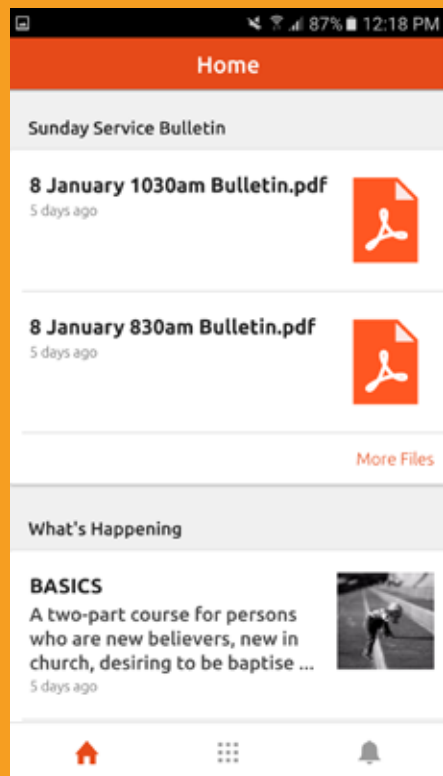 87% 12:18 PM
Home
Sunday Service Bulletin
8 January 1030am Bulletin.pdf
5 days ago
8 January 830am Bulletin.pdf
5 days ago
More Files
What's Happening
BASICS
A two-part course for persons
who are new believers, new in
church, desiring to be baptise ...
5 days ago